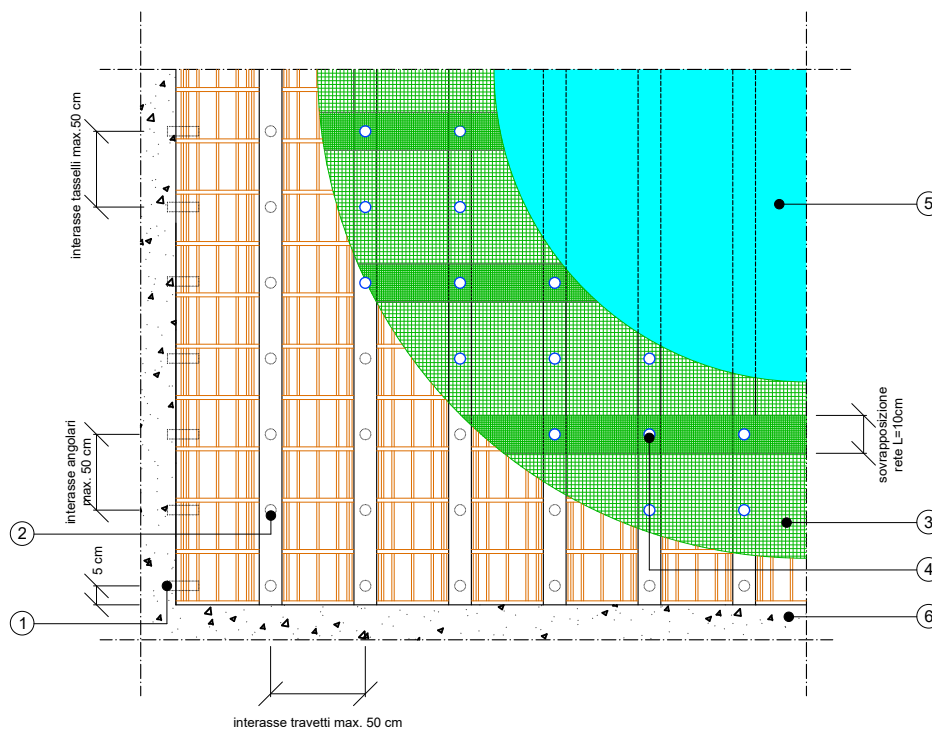 interasse tasselli max.50 cm
5
interasse angolari
max. 50 cm
sovrapposizione
rete L=10cm
3
2
4
5 cm
1
6
interasse travetti max. 50 cm